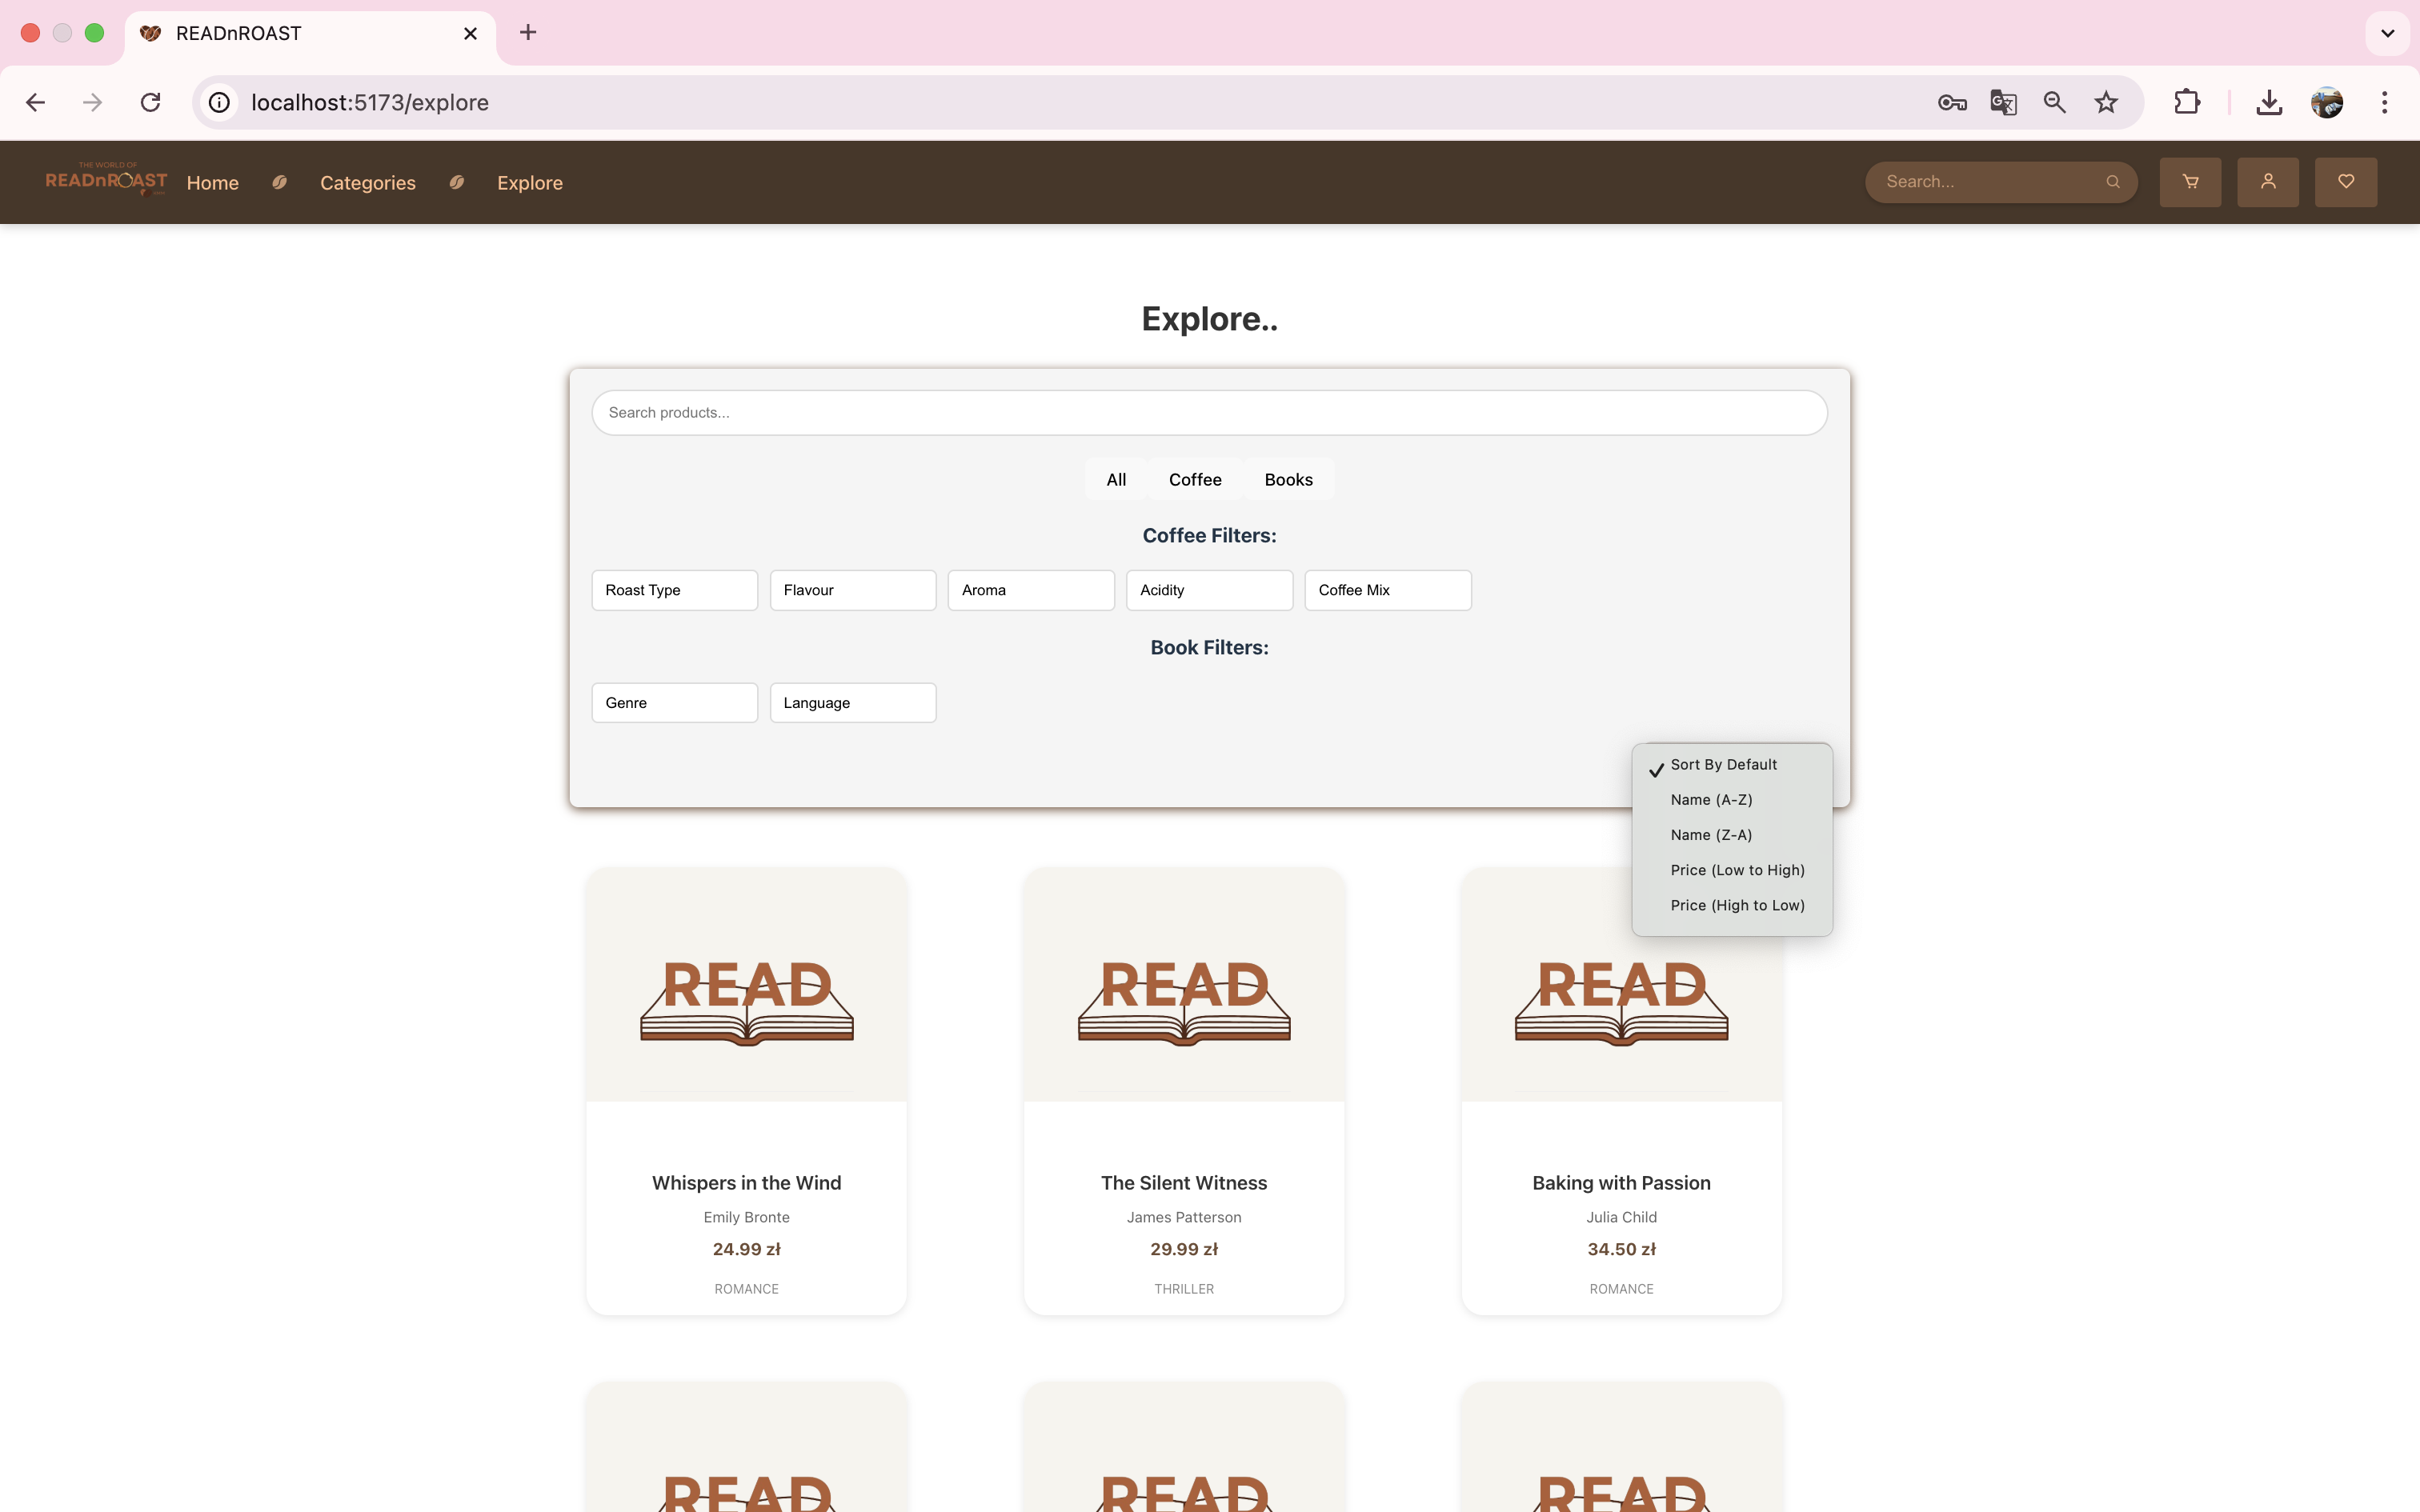 READnROAST
localhost:5173/explore
THE WORLD OF
READnROAST
Home
Categories
Explore
Search...
Explore..
Search products...
All
Coffee
Books
Coffee Filters:
Roast Type
Flavour
Aroma
Acidity
Coffee Mix
Book Filters:
Genre
Language
Sort By Default
Name (A-Z)
Name (Z-A)
Price (Low to High)
Price (High to Low)
READ
READ
READ
Whispers in the Wind
The Silent Witness
Baking with Passion
Emily Bronte
James Patterson
Julia Child
24.99 zł
29.99 zł
34.50 zł
ROMANCE
THRILLER
ROMANCE
READ
READ
READ